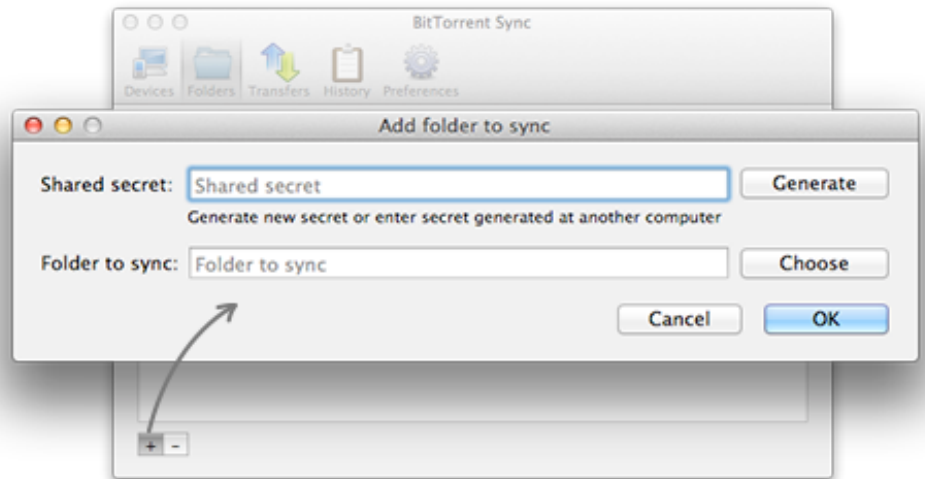 BitTorrent Sync
Devices Folders Transfers History Preferences
Add folder to sync
Shared secret: Shared secret Generate
Generate new secret or enter secret generated at another computer
Folder to sync: Folder to sync Choose
Cancel OK
+ -